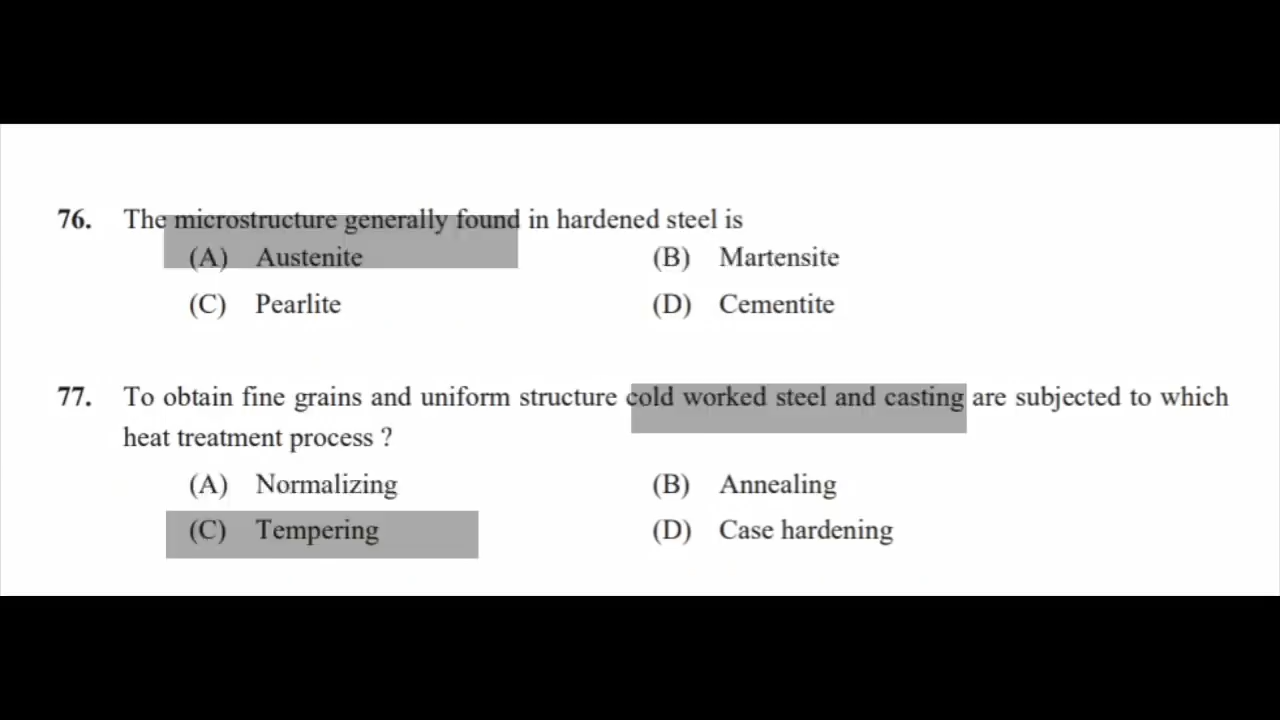 76. The microstructure generally found in hardened steel is
(A) Austenite (B) Martensite
(C) Pearlite (D) Cementite
77. To obtain fine grains and uniform structure cold worked steel and casting are subjected to which
heat treatment process ?
(A) Normalizing (B) Annealing
(C) Tempering (D) Case hardening